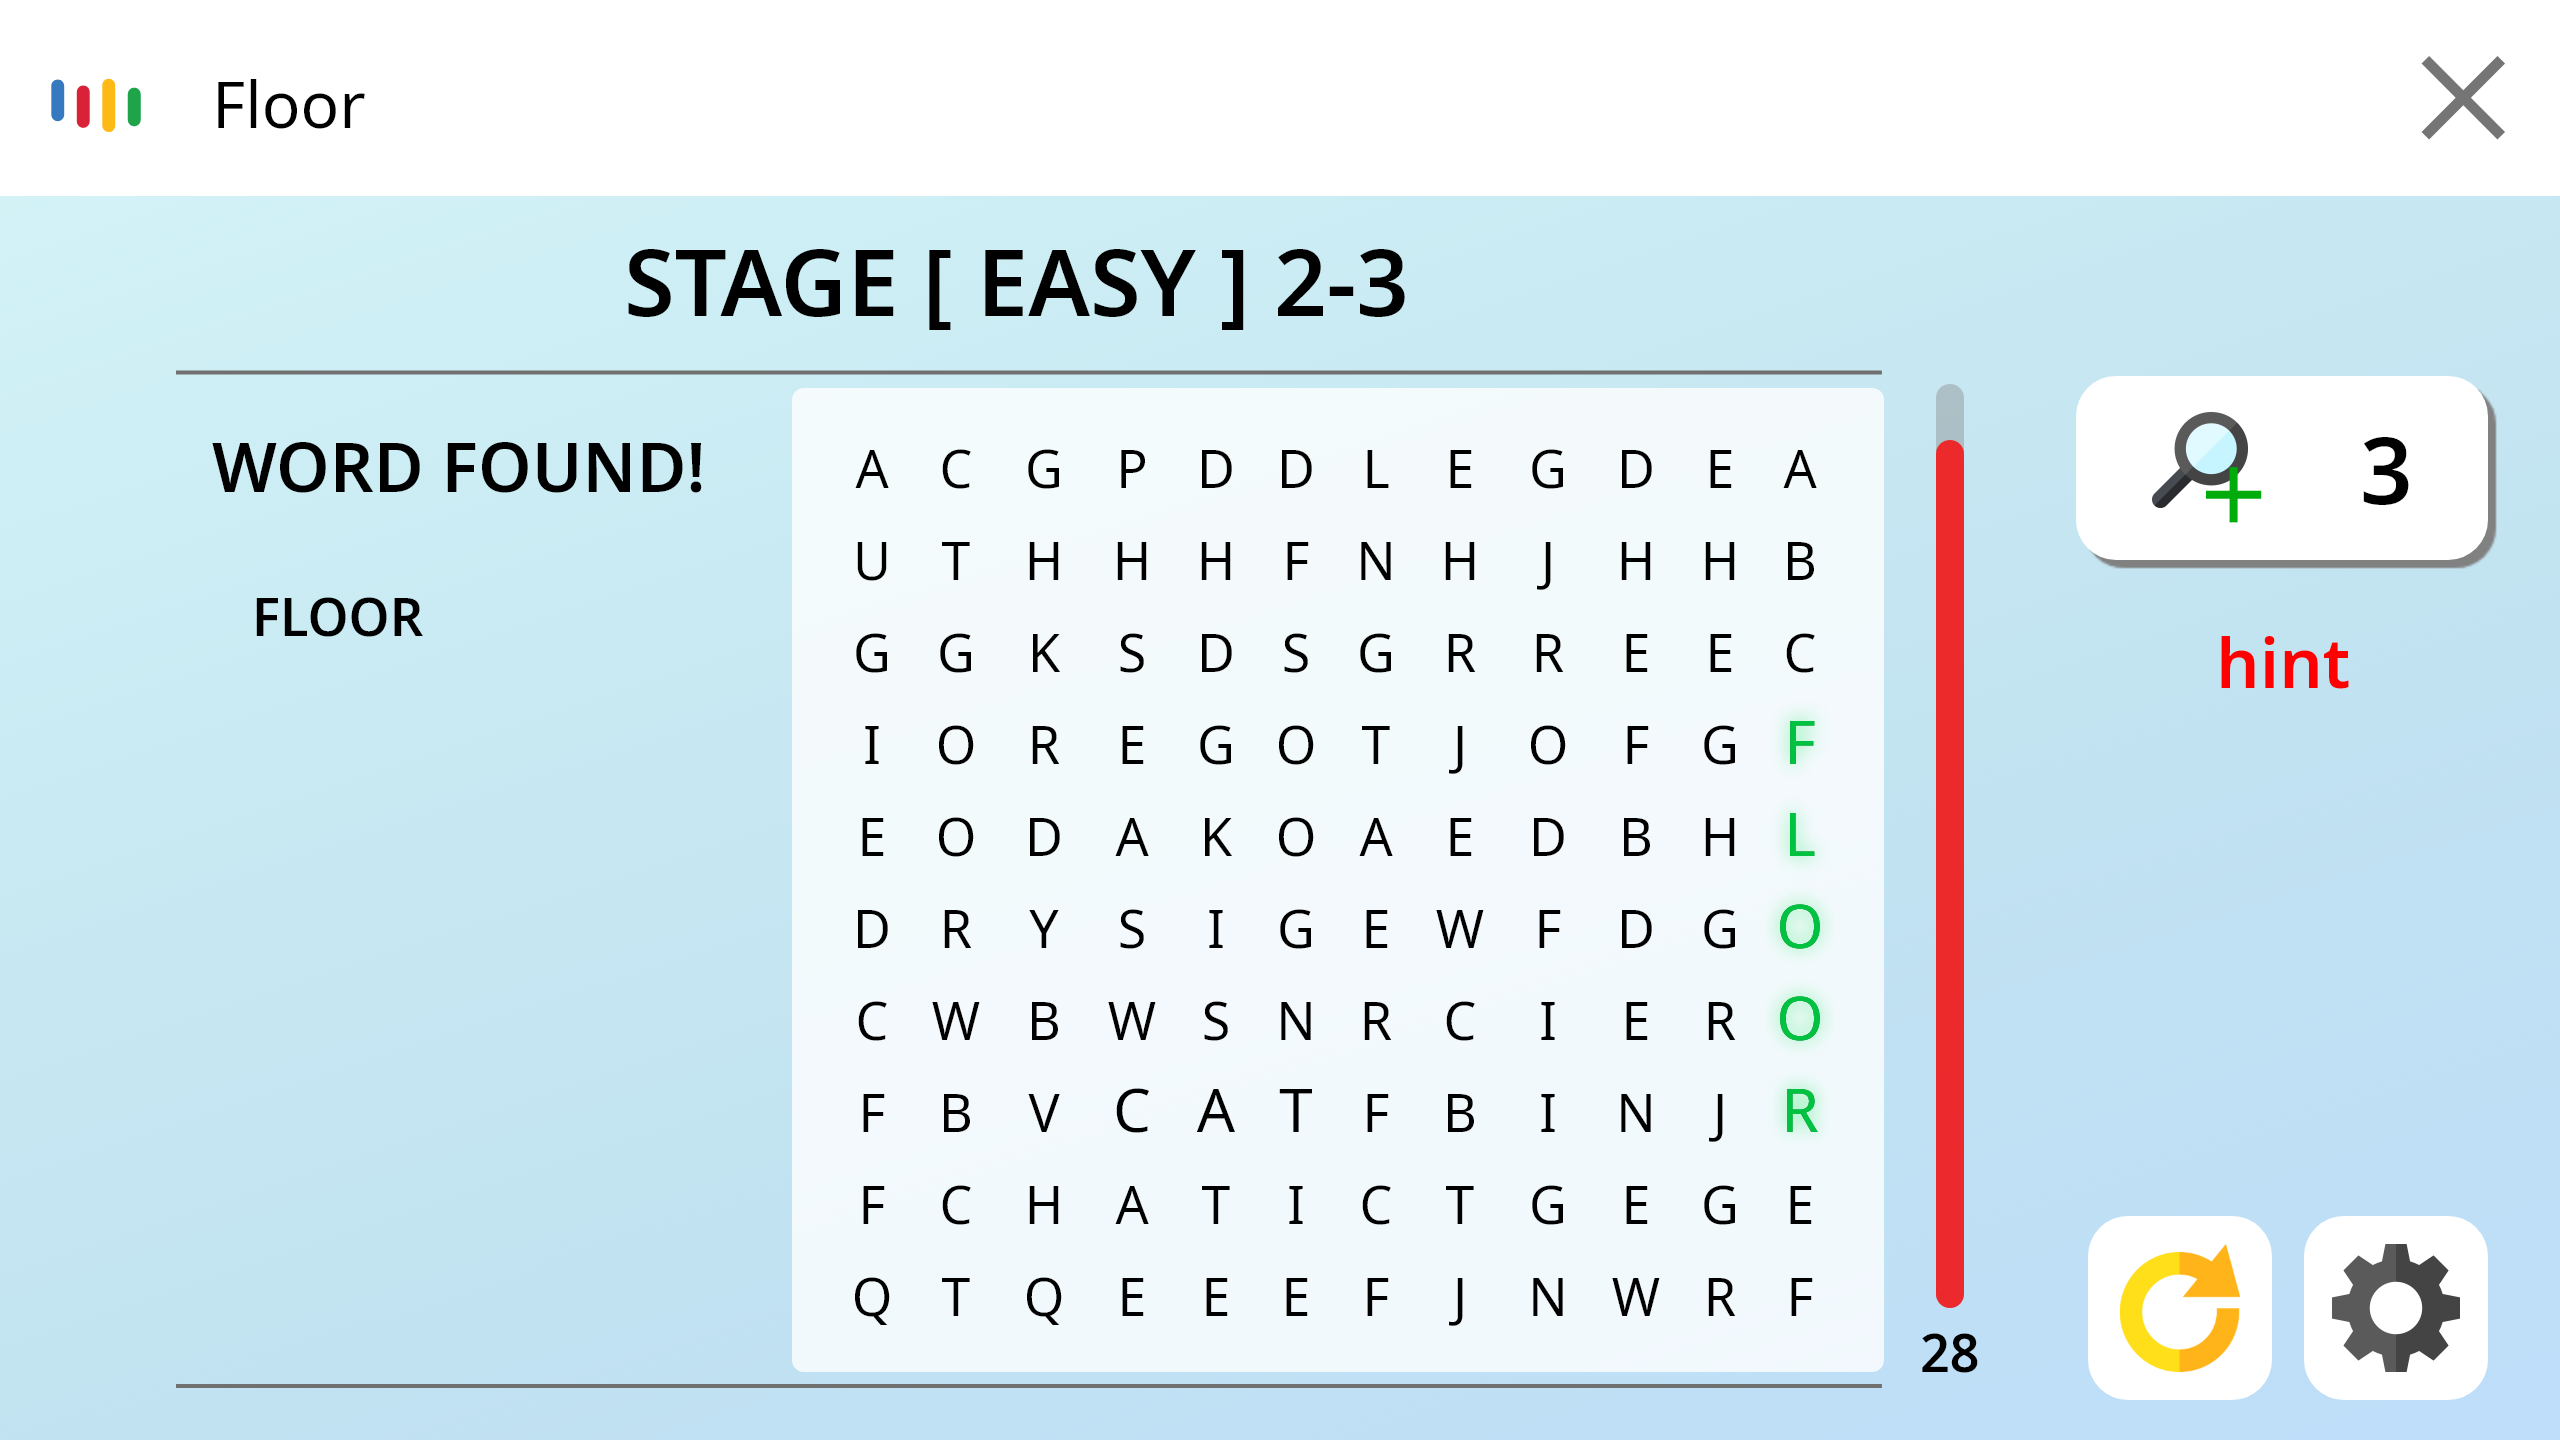 Floor
STAGE [ EASY ] 2-3
WORD FOUND!
FLOOR
A C G P D D L E G D E A
U T H H H F N H J H H B
G G K S D S G R R E E C
I O R E G O T J O F G F
E O D A K O A E D B H L
D R Y S I G E W F D G O
C W B W S N R C I E R O
F B V C A T F B I N J R
F C H A T I C T G E G E
Q T Q E E E F J N W R F
28
3
hint